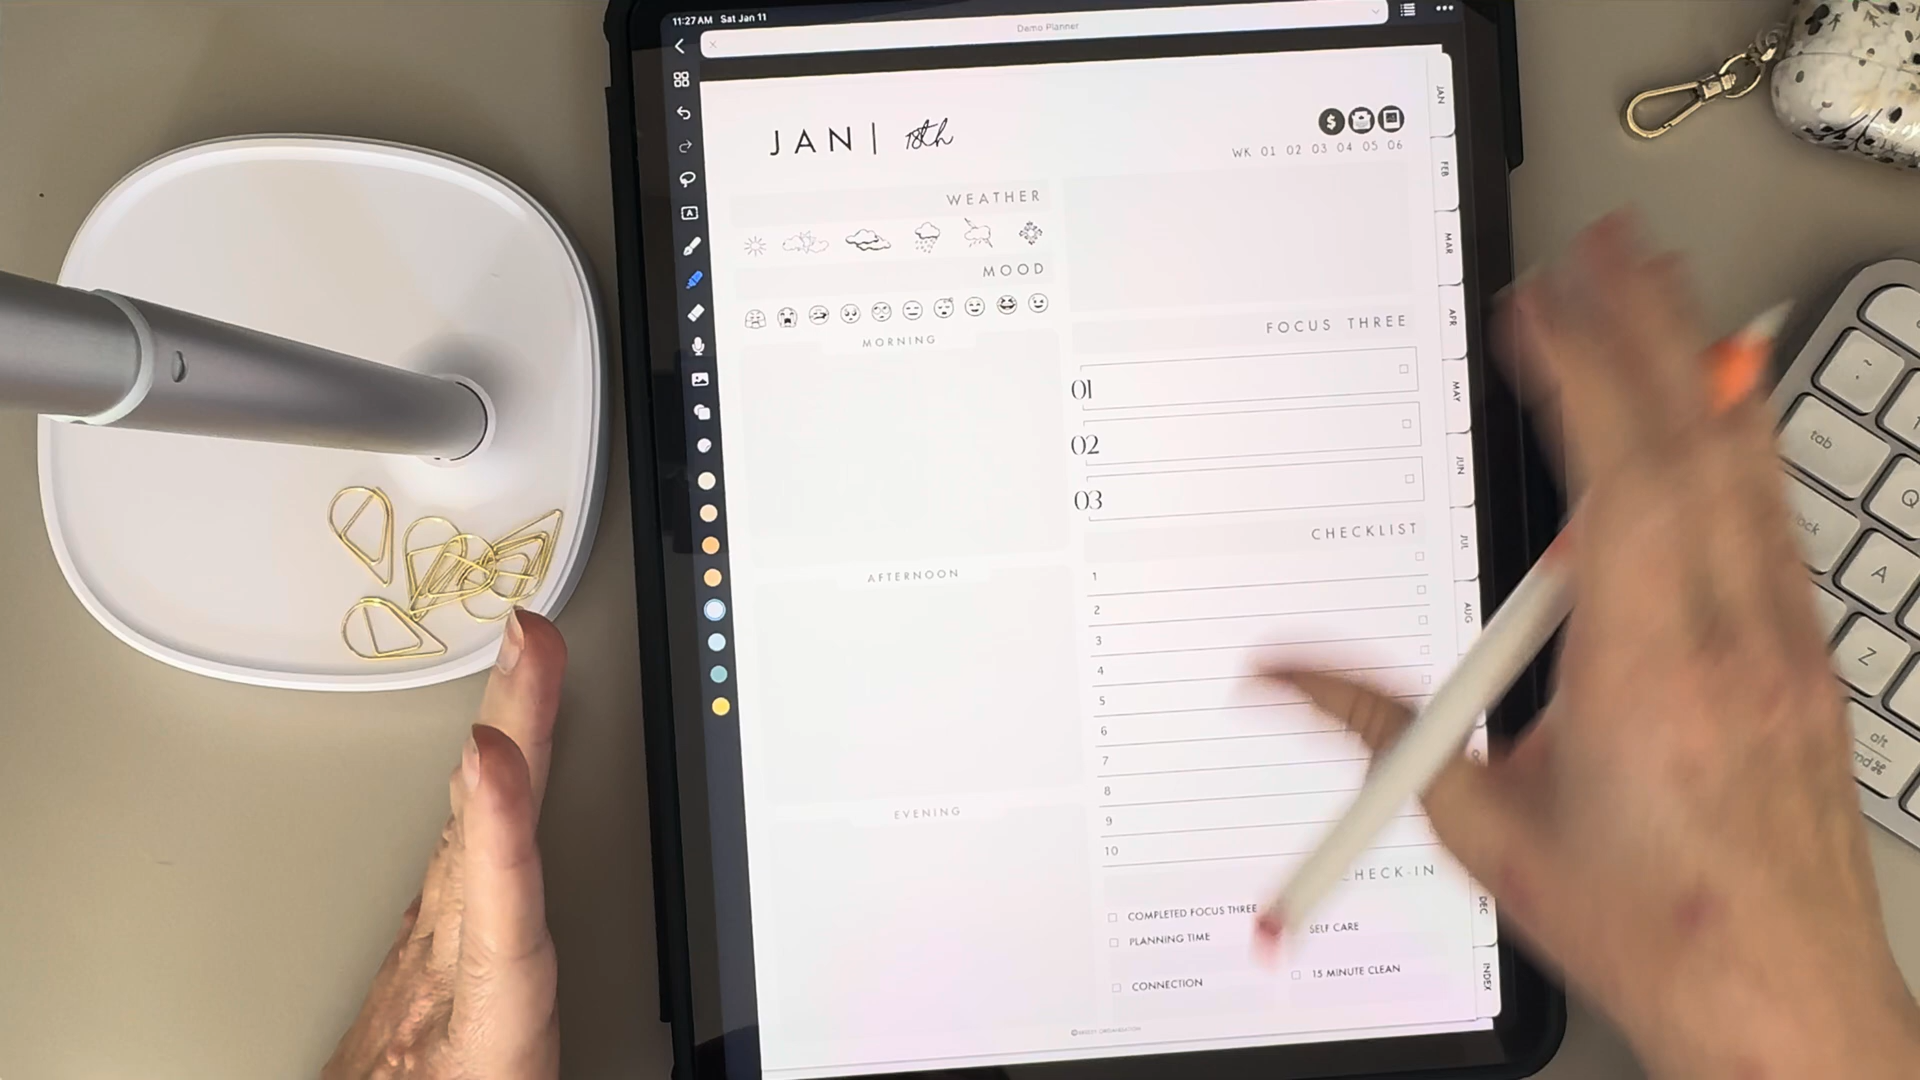 11:27 AM Sat Jan 11
Demo Planner
JAN | 18th
WK 01 02 03 04 05 06
WEATHER
MOOD
MORNING
AFTERNOON
EVENING
FOCUS THREE
01
02
03
CHECKLIST
1
2
3
4
5
6
7
8
9
10
CHECK-IN
COMPLETED FOCUS THREE
PLANNING TIME
SELF CARE
CONNECTION
15 MINUTE CLEAN
JAN
FEB
MAR
APR
MAY
JUN
JUL
AUG
DEC
INDEX
tab
Q
A
Z
alt
cmd ⌘